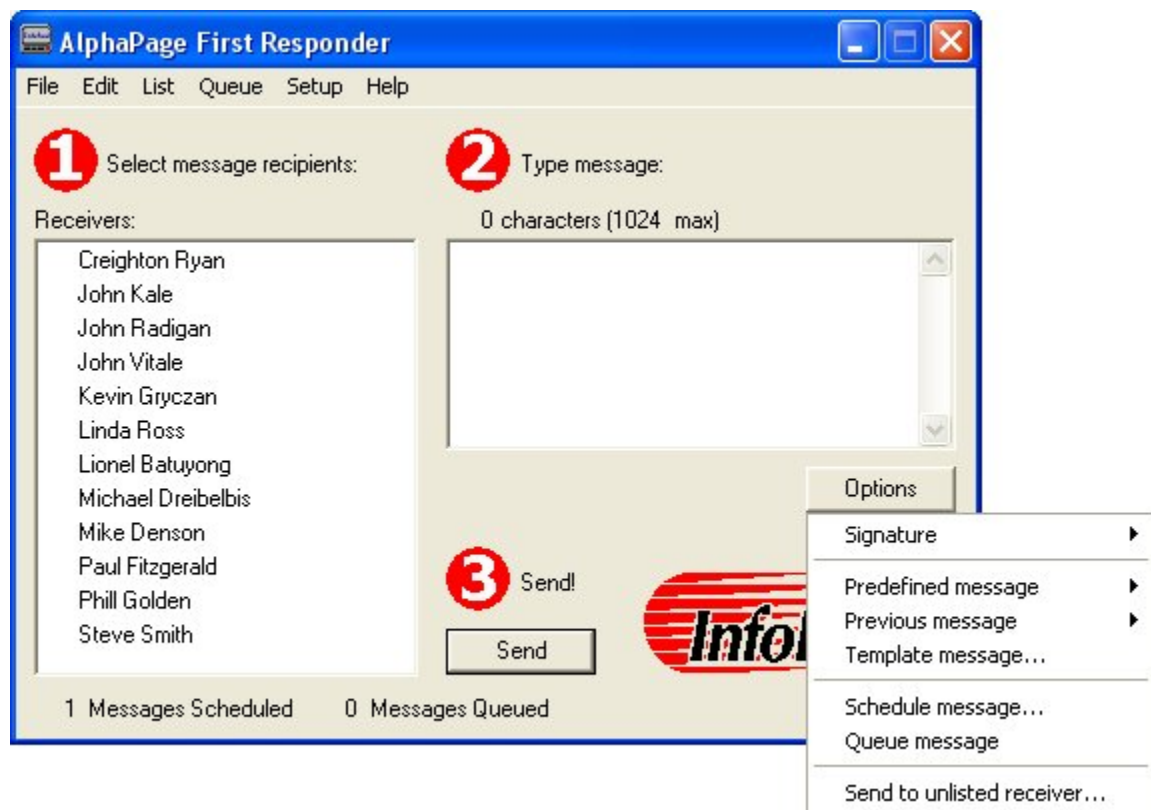 AlphaPage First Responder
File Edit List Queue Setup Help
1 Select message recipients:
Receivers:
Creighton Ryan
John Kale
John Radigan
John Vitale
Kevin Gryczan
Linda Ross
Lionel Batuyong
Michael Dreibelbis
Mike Denson
Paul Fitzgerald
Phill Golden
Steve Smith
2 Type message:
0 characters (1024 max)
Options
Signature
Predefined message
Previous message
Template message...
Schedule message...
Queue message
Send to unlisted receiver...
3 Send!
Send
1 Messages Scheduled 0 Messages Queued